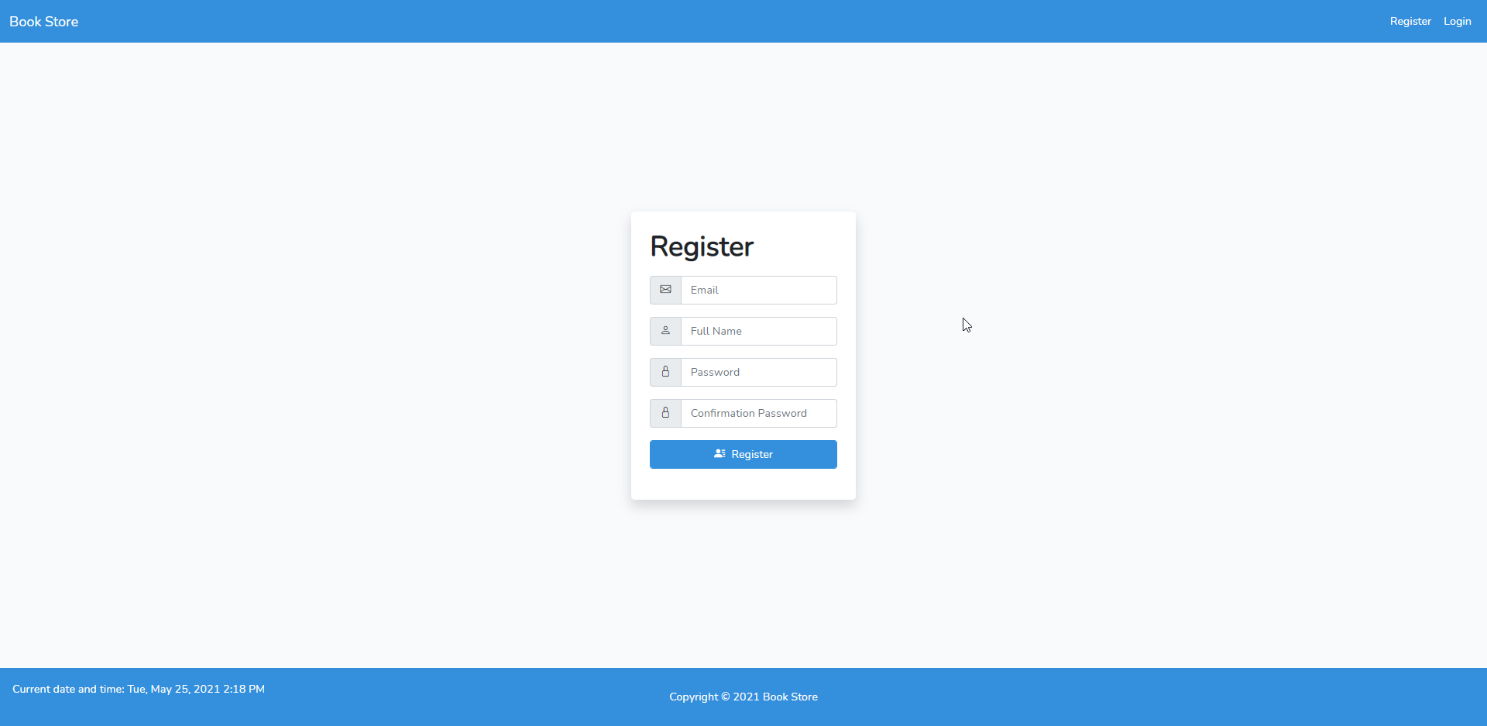 Book Store
Register Login
Register
Email
Full Name
Password
Confirmation Password
Register
Current date and time: Tue, May 25, 2021 2:18 PM
Copyright © 2021 Book Store